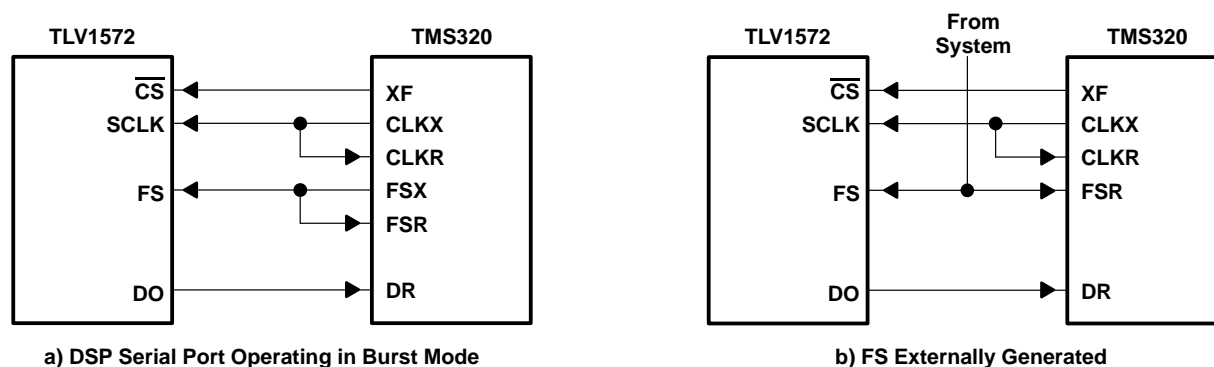 TLV1572
TMS320
CS
XF
SCLK
CLKX
CLKR
FS
FSX
FSR
DO
DR
a) DSP Serial Port Operating in Burst Mode
From
System
TLV1572
TMS320
CS
XF
SCLK
CLKX
CLKR
FS
FSR
DO
DR
b) FS Externally Generated